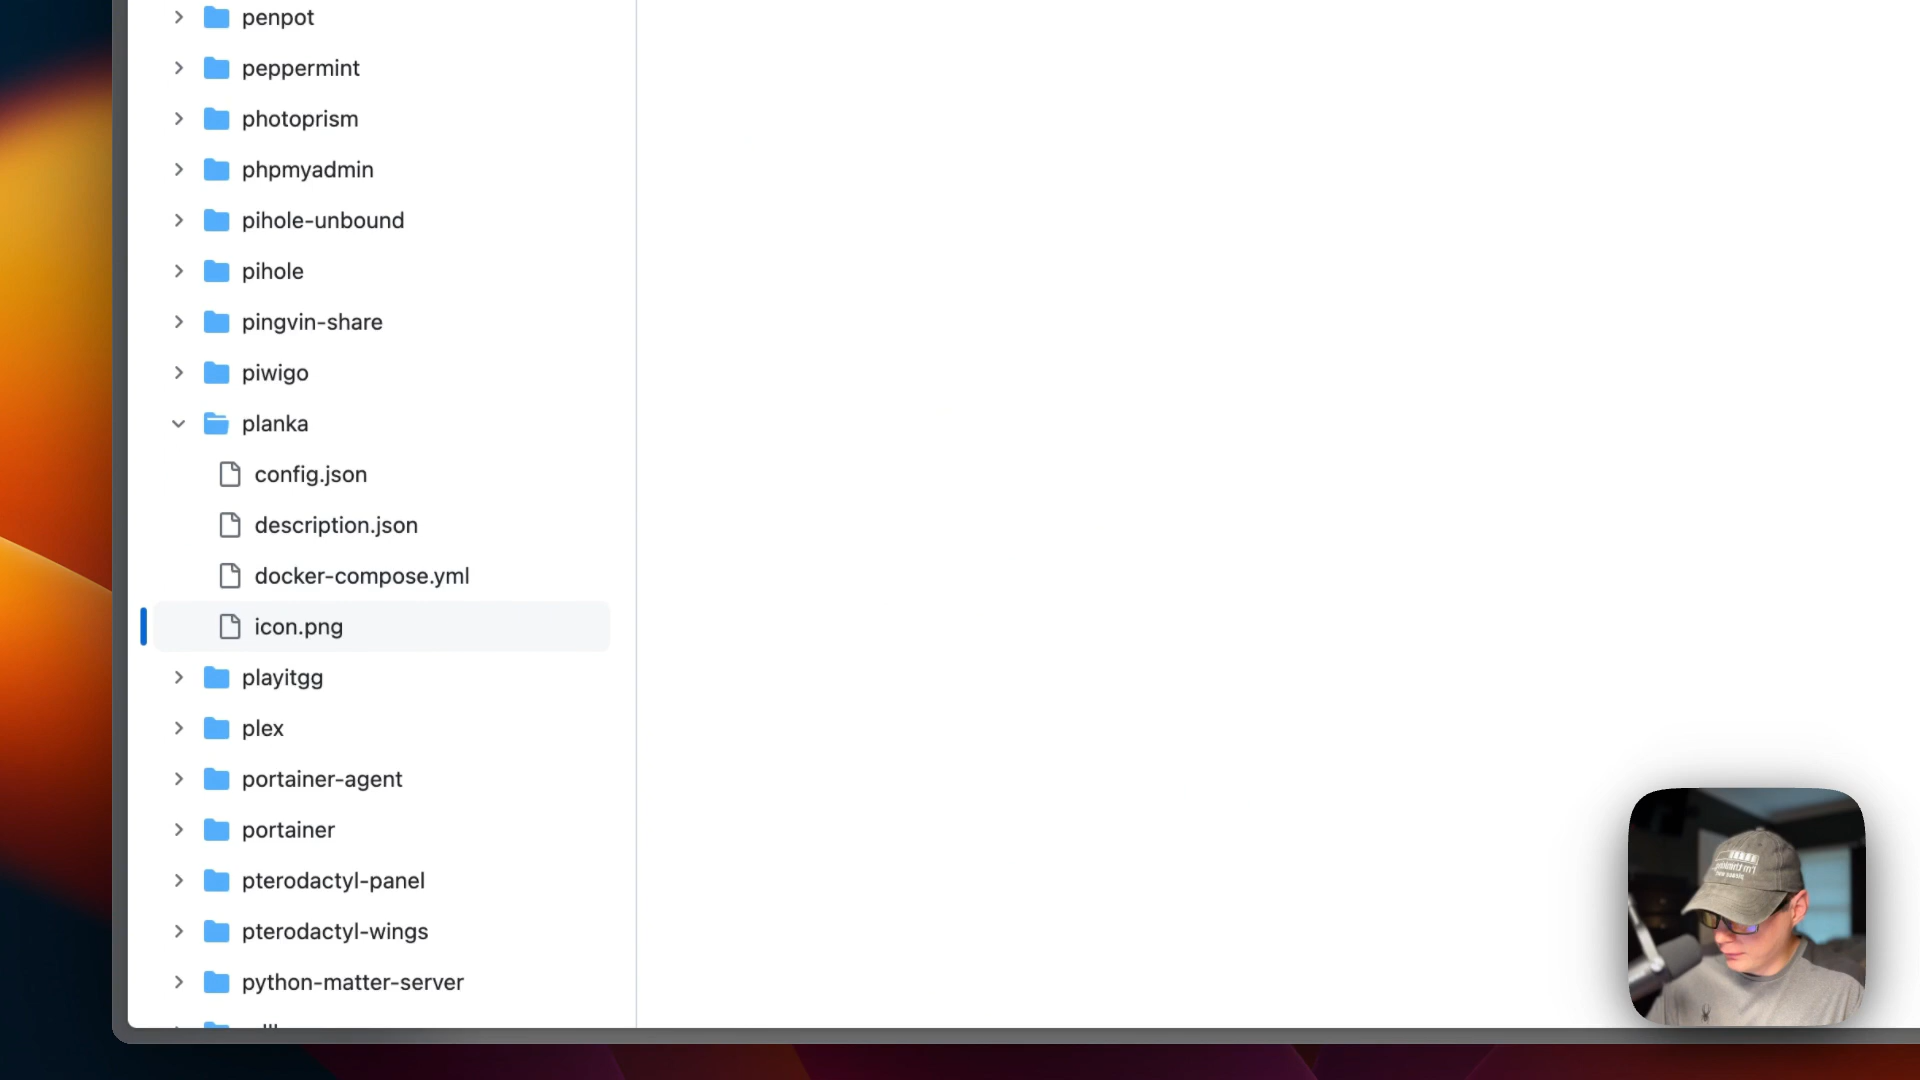 penpot
peppermint
photoprism
phpmyadmin
pihole-unbound
pihole
pingvin-share
piwigo
planka
config.json
description.json
docker-compose.yml
icon.png
playitgg
plex
portainer-agent
portainer
pterodactyl-panel
pterodactyl-wings
python-matter-server